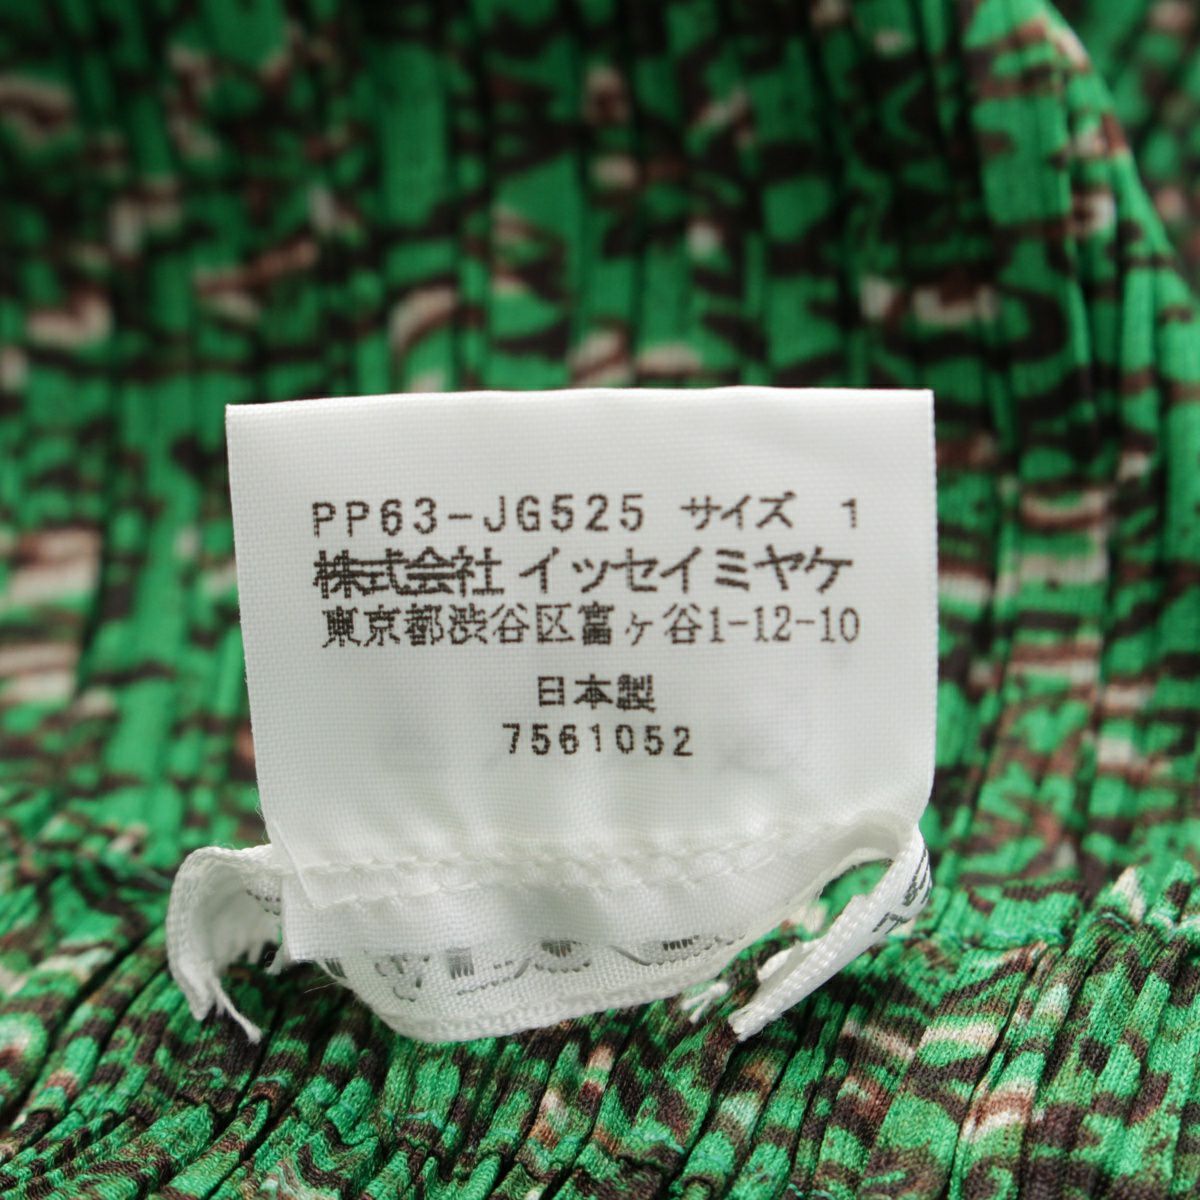 PP63-JG525 サイズ 1
株式会社 イッセイミヤケ
東京都渋谷区富ヶ谷1-12-10
日本製
7561052